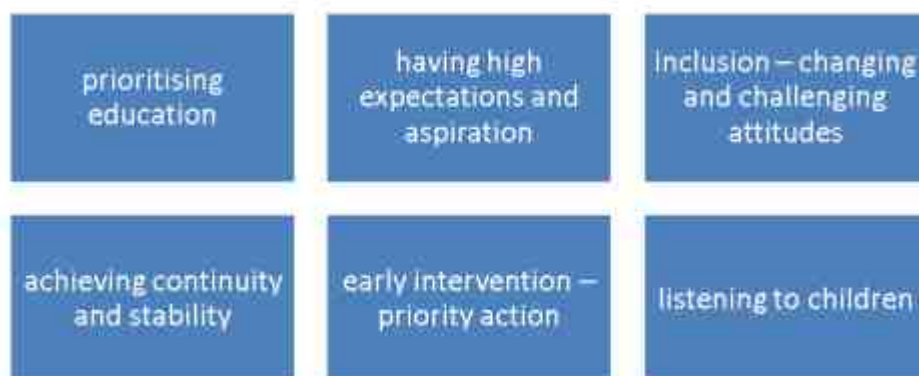 prioritising
education
having high
expectations and
aspiration
Inclusion – changing
and challenging
attitudes
achieving continuity
and stability
early intervention –
priority action
listening to children